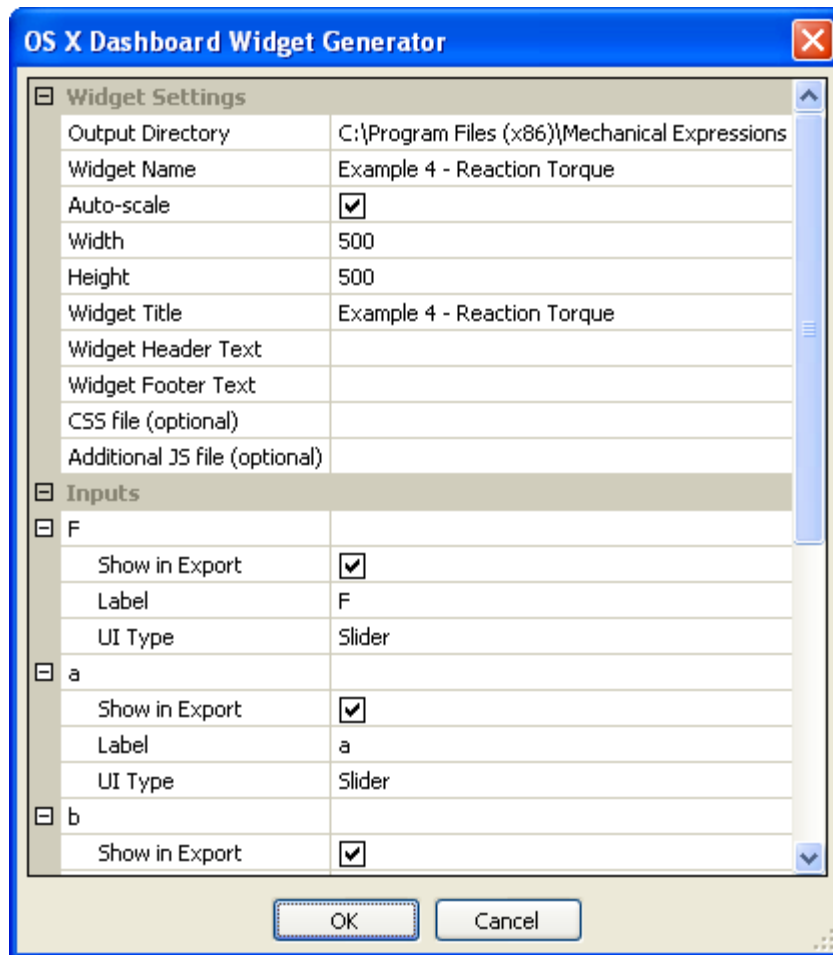 OS X Dashboard Widget Generator
Widget Settings
Output Directory C:\Program Files (x86)\Mechanical Expressions
Widget Name Example 4 - Reaction Torque
Auto-scale
Width 500
Height 500
Widget Title Example 4 - Reaction Torque
Widget Header Text
Widget Footer Text
CSS file (optional)
Additional JS file (optional)
Inputs
F
Show in Export
Label F
UI Type Slider
a
Show in Export
Label a
UI Type Slider
b
Show in Export
OK Cancel